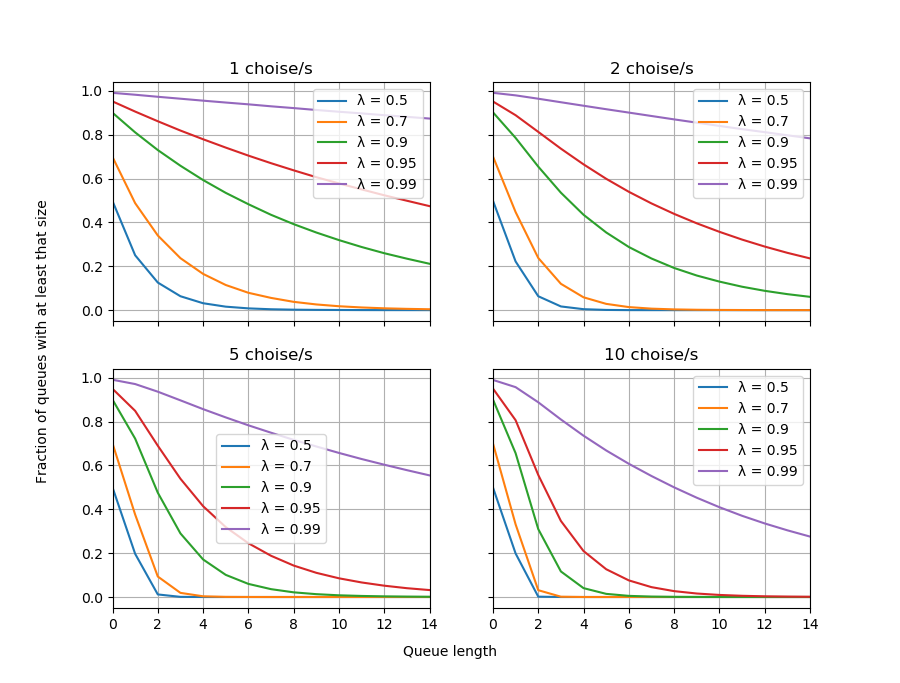 1 choise/s
2 choise/s
1.0
0.8
0.6
0.4
0.2
0.0
λ = 0.5
λ = 0.7
λ = 0.9
λ = 0.95
λ = 0.99
λ = 0.5
λ = 0.7
λ = 0.9
λ = 0.95
λ = 0.99
Fraction of queues with at least that size
5 choise/s
10 choise/s
1.0
0.8
0.6
0.4
0.2
0.0
λ = 0.5
λ = 0.7
λ = 0.9
λ = 0.95
λ = 0.99
λ = 0.5
λ = 0.7
λ = 0.9
λ = 0.95
λ = 0.99
0 2 4 6 8 10 12 14
0 2 4 6 8 10 12 14
Queue length